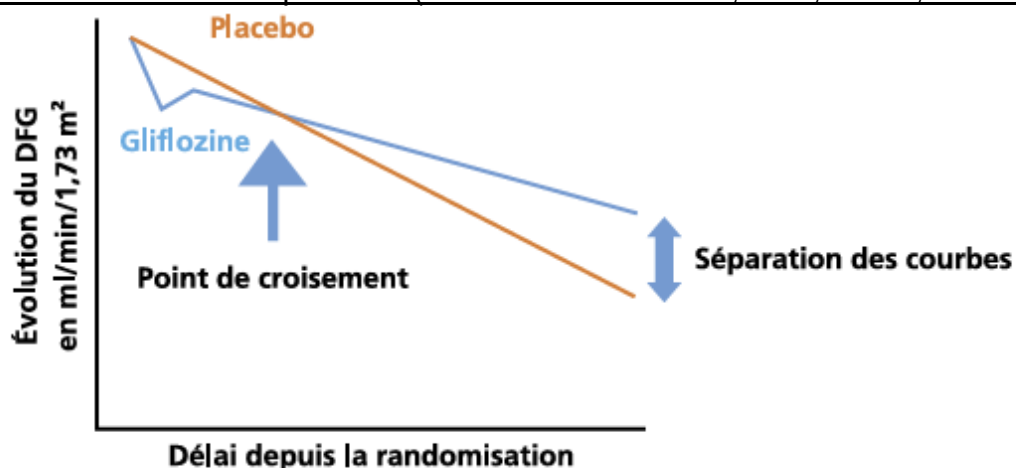 Placebo
Gliflozine
Évolution du DFG
en ml/min/1,73 m²
Point de croisement
Séparation des courbes
Délai depuis la randomisation